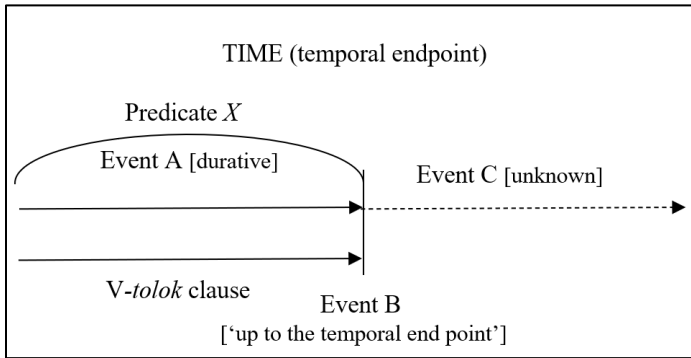 TIME (temporal endpoint)
Predicate X
Event A [durative]
Event C [unknown]
V-tolok clause
Event B
[‘up to the temporal end point’]